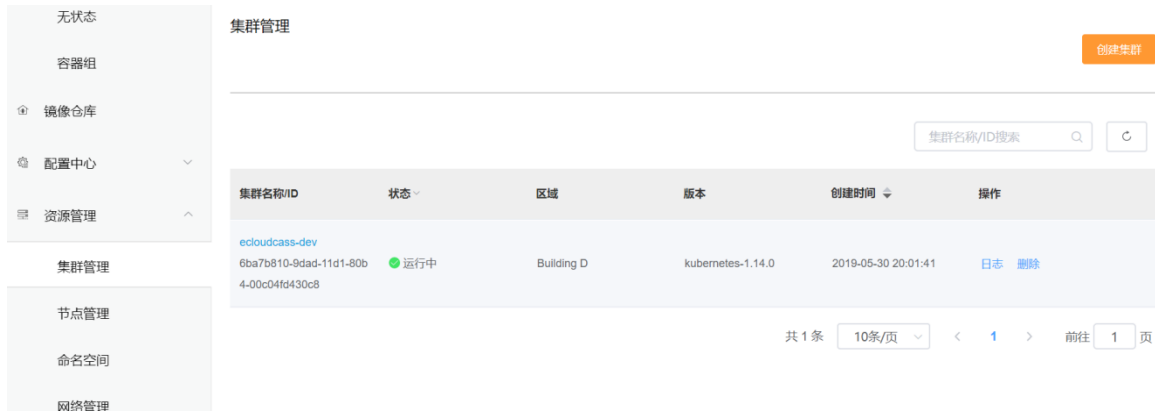 无状态
容器组
镜像仓库
配置中心
资源管理
集群管理
节点管理
命名空间
网络管理
集群管理
创建集群
集群名称/ID搜索
集群名称/ID 状态 区域 版本 创建时间 操作
ecloudcass-dev
6ba7b810-9dad-11d1-80b 运行中 Building D kubernetes-1.14.0 2019-05-30 20:01:41 日志 删除
4-00c04fd430c8
共 1 条 10条/页 < 1 > 前往 1 页